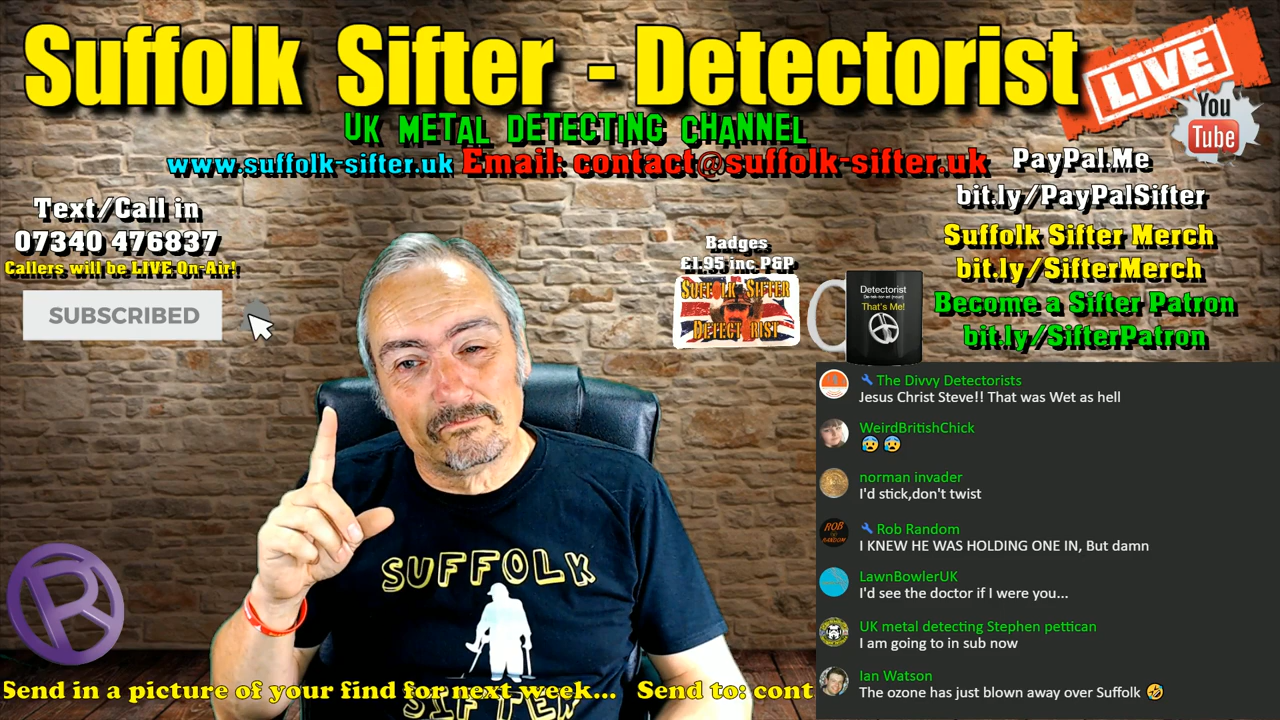 Suffolk Sifter - Detectorist
LIVE
You
Tube
UK METAL DETECTING CHANNEL
www.suffolk-sifter.uk Email: contact@suffolk-sifter.uk
PayPal.Me
bit.ly/PayPalSifter
Text/Call in
07340 476837
Callers will be LIVE On-Air!
SUBSCRIBED
Badges
£1.95 inc P&P
SUFFOLK SIFTER
DETECTORIST
Detectorist
That's Me!
Suffolk Sifter Merch
bit.ly/SifterMerch
Become a Sifter Patron
bit.ly/SifterPatron
The Divvy Detectorists
Jesus Christ Steve!! That was Wet as hell
WeirdBritishChick
😰 😰
norman invader
I'd stick,don't twist
ROB
RANDOM
Rob Random
I KNEW HE WAS HOLDING ONE IN, But damn
LawnBowlerUK
I'd see the doctor if I were you...
UK metal detecting Stephen pettican
I am going to in sub now
Ian Watson
The ozone has just blown away over Suffolk 🤣
SUFFOLK
SIFTER
R
Send in a picture of your find for next week... Send to: cont